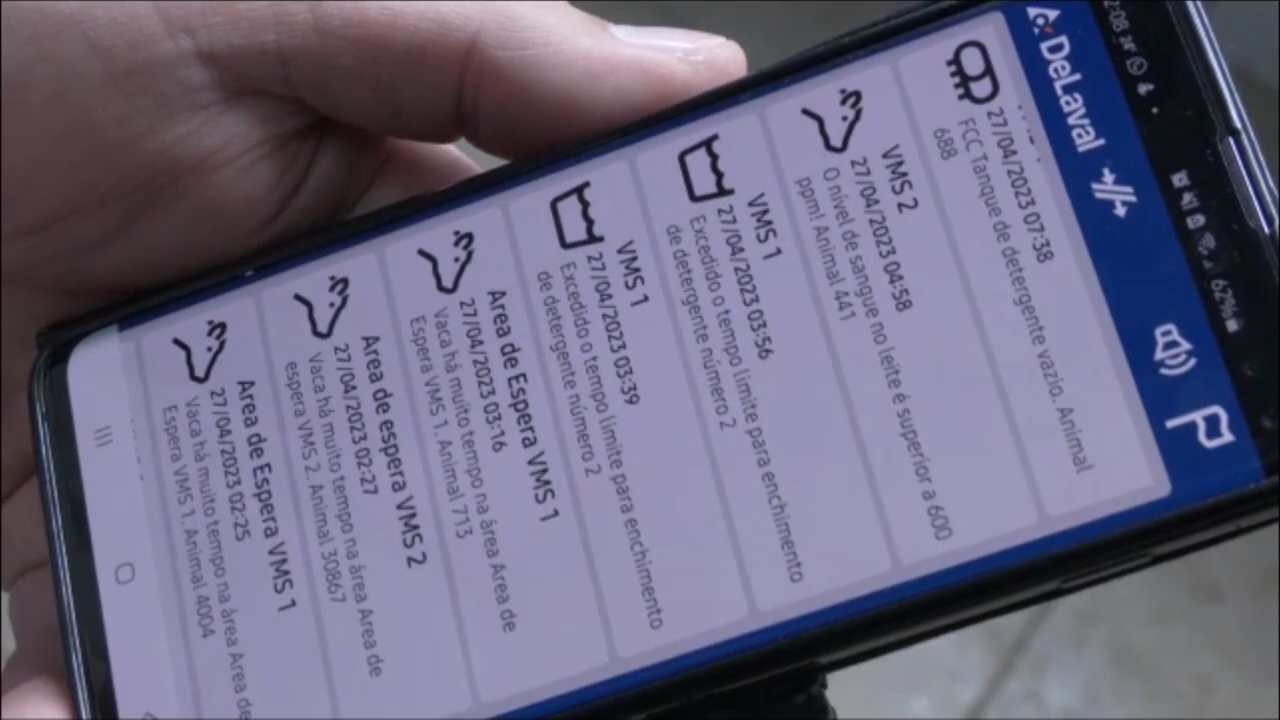 2:08
62%
DeLaval
27/04/2023 07:38
FCC Tanque de detergente vazio. Animal
688
VMS 2
27/04/2023 04:58
O nível de sangue no leite é superior a 600
ppm! Animal 441
VMS 1
27/04/2023 03:56
Excedido o tempo limite para enchimento
de detergente número 2
VMS 1
27/04/2023 03:39
Excedido o tempo limite para enchimento
de detergente número 2
Area de Espera VMS 1
27/04/2023 03:16
Vaca há muito tempo na área Area de
Espera VMS 1. Animal 713
Area de espera VMS 2
27/04/2023 02:27
Vaca há muito tempo na área Area de
espera VMS 2. Animal 30867
Area de Espera VMS 1
27/04/2023 02:25
Vaca há muito tempo na área Area de
Espera VMS 1. Animal 4004